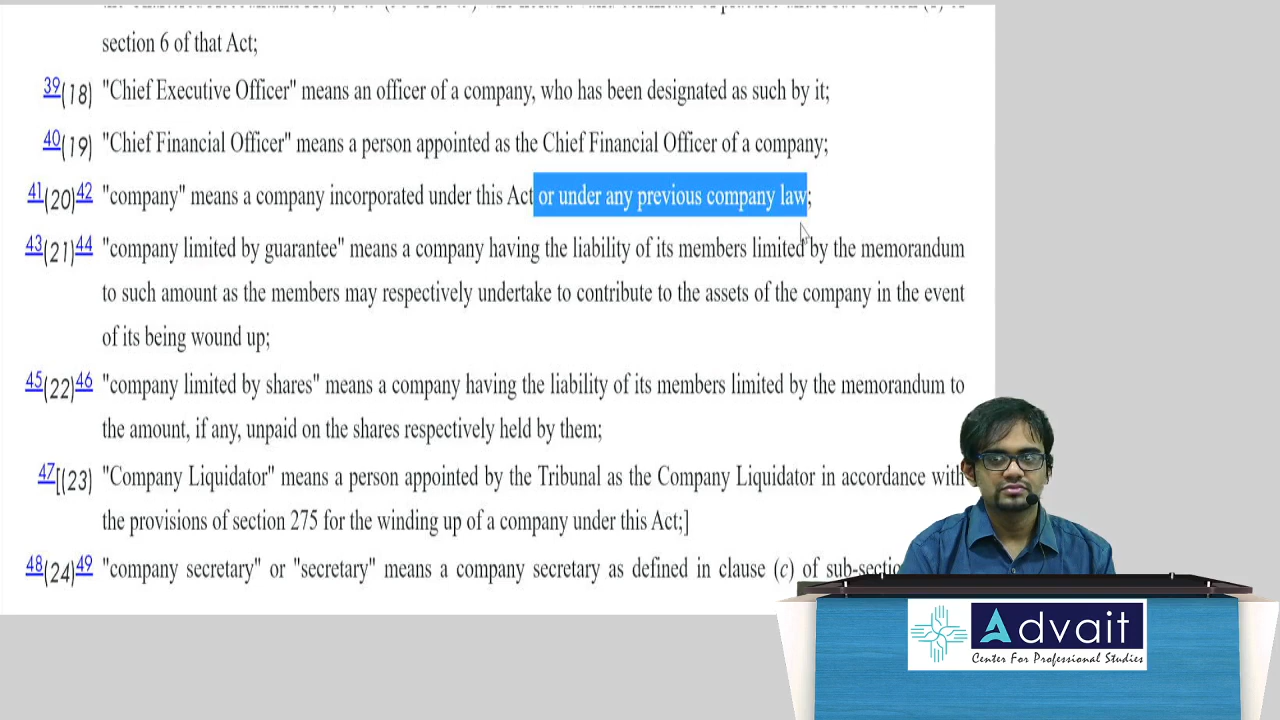 section 6 of that Act;
39(18) "Chief Executive Officer" means an officer of a company, who has been designated as such by it;
40(19) "Chief Financial Officer" means a person appointed as the Chief Financial Officer of a company;
41(20)42 "company" means a company incorporated under this Act or under any previous company law;
43(21)44 "company limited by guarantee" means a company having the liability of its members limited by the memorandum
to such amount as the members may respectively undertake to contribute to the assets of the company in the event
of its being wound up;
45(22)46 "company limited by shares" means a company having the liability of its members limited by the memorandum to
the amount, if any, unpaid on the shares respectively held by them;
47[(23) "Company Liquidator" means a person appointed by the Tribunal as the Company Liquidator in accordance with
the provisions of section 275 for the winding up of a company under this Act;]
48(24)49 "company secretary" or "secretary" means a company secretary as defined in clause (c) of
Advait
Center For Professional Studies